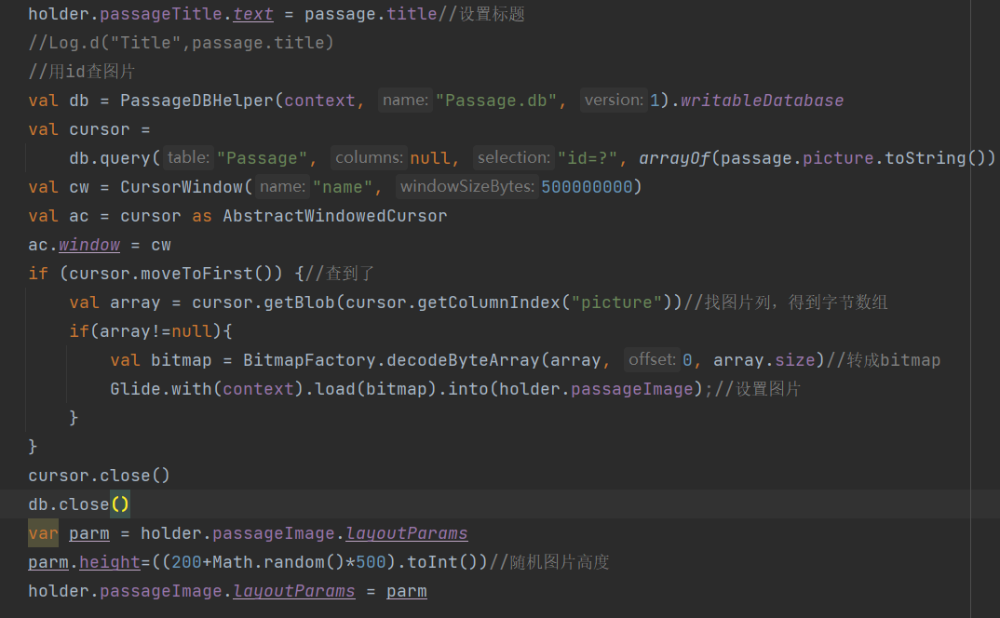 holder.passageTitle.text = passage.title//设置标题
//Log.d("Title",passage.title)
//用id查图片
val db = PassageDBHelper(context, name: "Passage.db", version: 1).writableDatabase
val cursor =
db.query( table: "Passage", columns: null, selection: "id=?", arrayOf(passage.picture.toString())
val cw = CursorWindow( name: "name", windowSizeBytes: 500000000)
val ac = cursor as AbstractWindowedCursor
ac.window = cw
if (cursor.moveToFirst()) {//查到了
val array = cursor.getBlob(cursor.getColumnIndex("picture"))//找图片列，得到字节数组
if(array!=null){
val bitmap = BitmapFactory.decodeByteArray(array, offset: 0, array.size)//转成bitmap
Glide.with(context).load(bitmap).into(holder.passageImage);//设置图片
}
}
cursor.close()
db.close()
var parm = holder.passageImage.layoutParams
parm.height=((200+Math.random()*500).toInt())//随机图片高度
holder.passageImage.layoutParams = parm